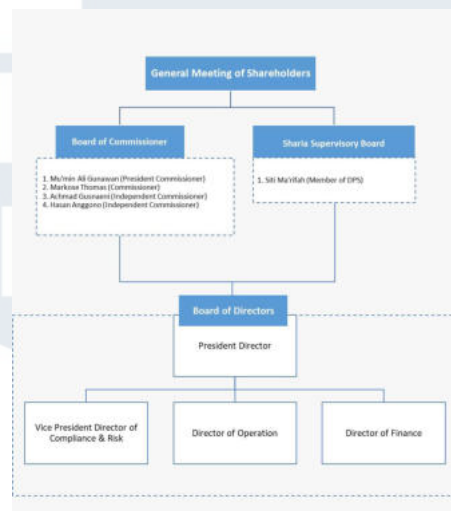 General Meeting of Shareholders
Board of Commissioner
Sharia Supervisory Board
1. Mu'min Ali Gunawan (President Commissioner)
2. Markose Thomas (Commissioner)
3. Achmad Gusnaeni (Independent Commissioner)
4. Hasan Anggono (Independent Commissioner)
1. Siti Ma'rifah (Member of DPS)
Board of Directors
President Director
Vice President Director of
Compliance & Risk
Director of Operation
Director of Finance